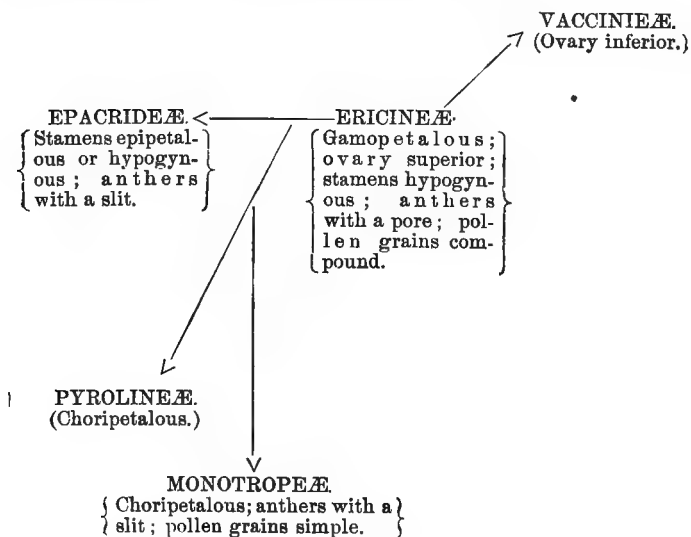 VACCINIEÆ.
(Ovary inferior.)
EPACRIDEÆ.
Stamens epipetal-
ous or hypogyn-
ous ; anthers
with a slit.
ERICINEÆ.
Gamopetalous ;
ovary superior ;
stamens hypogyn-
ous ; anthers
with a pore ; pol-
len grains com-
pound.
PYROLINEÆ.
(Choripetalous.)
MONOTROPEÆ.
Choripetalous; anthers with a
slit ; pollen grains simple.